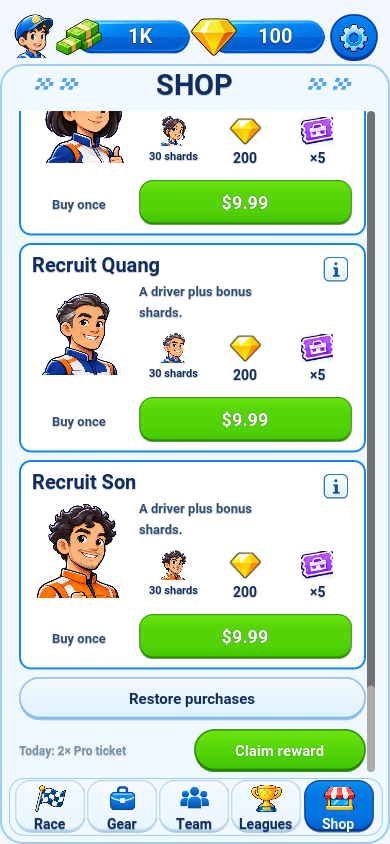 1K
100
SHOP
30 shards
200
×5
Buy once
$9.99
Recruit Quang
i
A driver plus bonus
shards.
30 shards
200
×5
Buy once
$9.99
Recruit Son
i
A driver plus bonus
shards.
30 shards
200
×5
Buy once
$9.99
Restore purchases
Today: 2× Pro ticket
Claim reward
Race
Gear
Team
Leagues
Shop